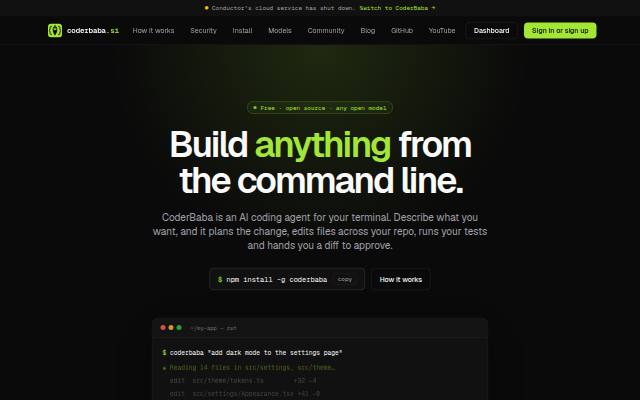 Conductor's cloud service has shut down. Switch to CoderBaba →
coderbaba.si How it works Security Install Models Community Blog GitHub YouTube Dashboard Sign in or sign up
Free · open source · any open model
Build anything from
the command line.
CoderBaba is an AI coding agent for your terminal. Describe what you
want, and it plans the change, edits files across your repo, runs your tests
and hands you a diff to approve.
$ npm install -g coderbaba copy How it works
~/my-app — zsh
$ coderbaba "add dark mode to the settings page"
Reading 14 files in src/settings, src/theme…
edit src/theme/tokens.ts +32 -4
edit src/settings/Appearance.tsx +41 -0